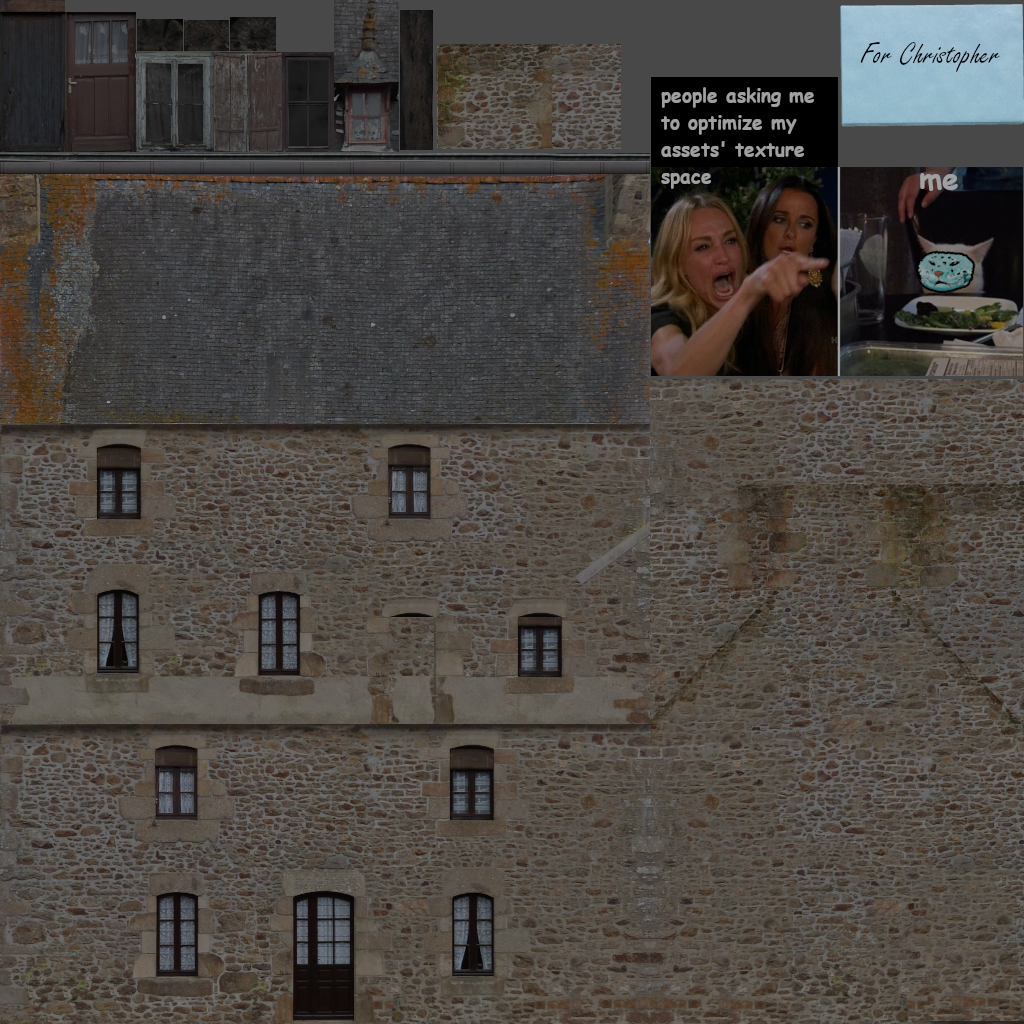 For Christopher
people asking me
to optimize my
assets' texture
space
me